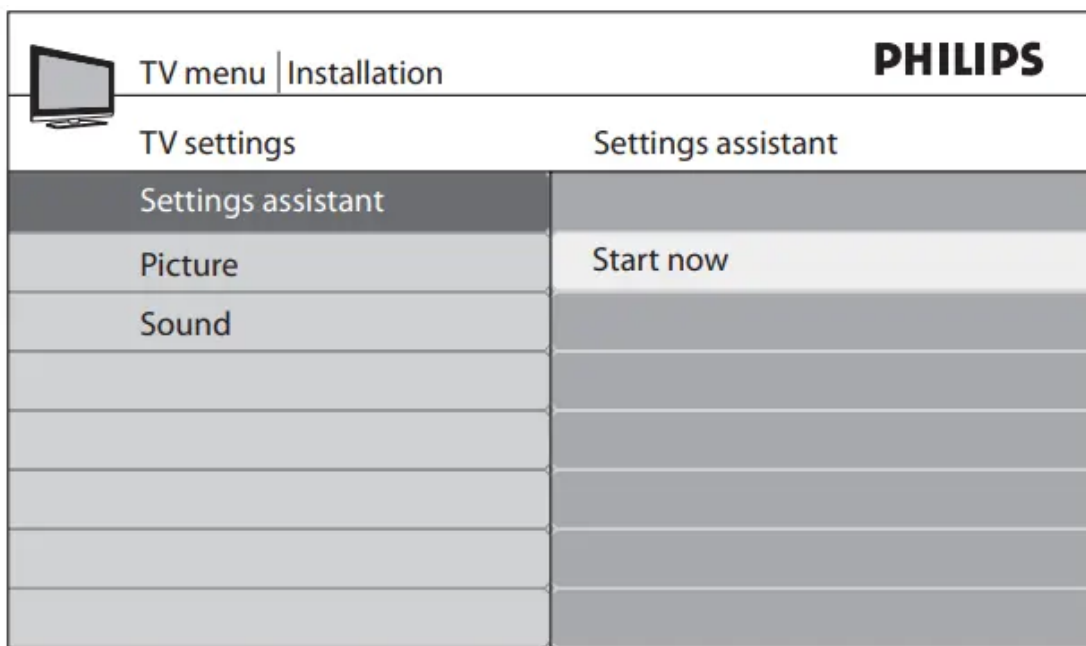 TV menu | Installation PHILIPS
TV settings Settings assistant
Settings assistant
Picture Start now
Sound